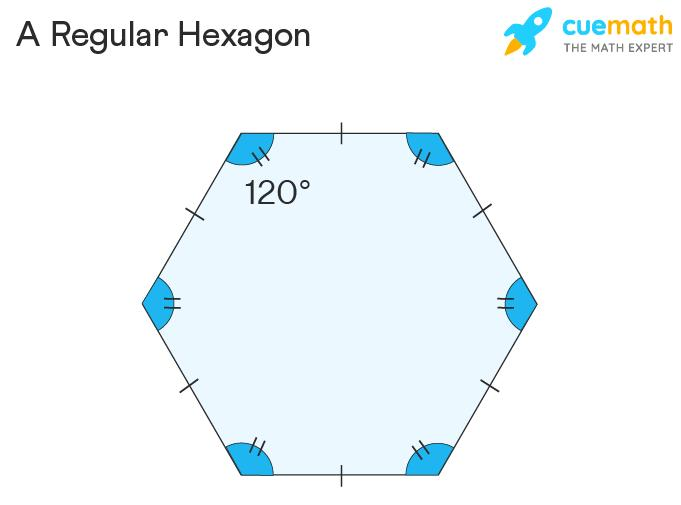 A Regular Hexagon
cuemath
THE MATH EXPERT
120°